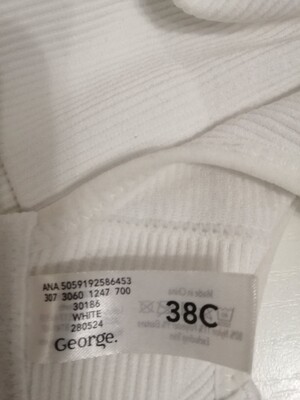 ANA 5059192586453
307 3060 1247 700
30186
WHITE
280524
George.
38C